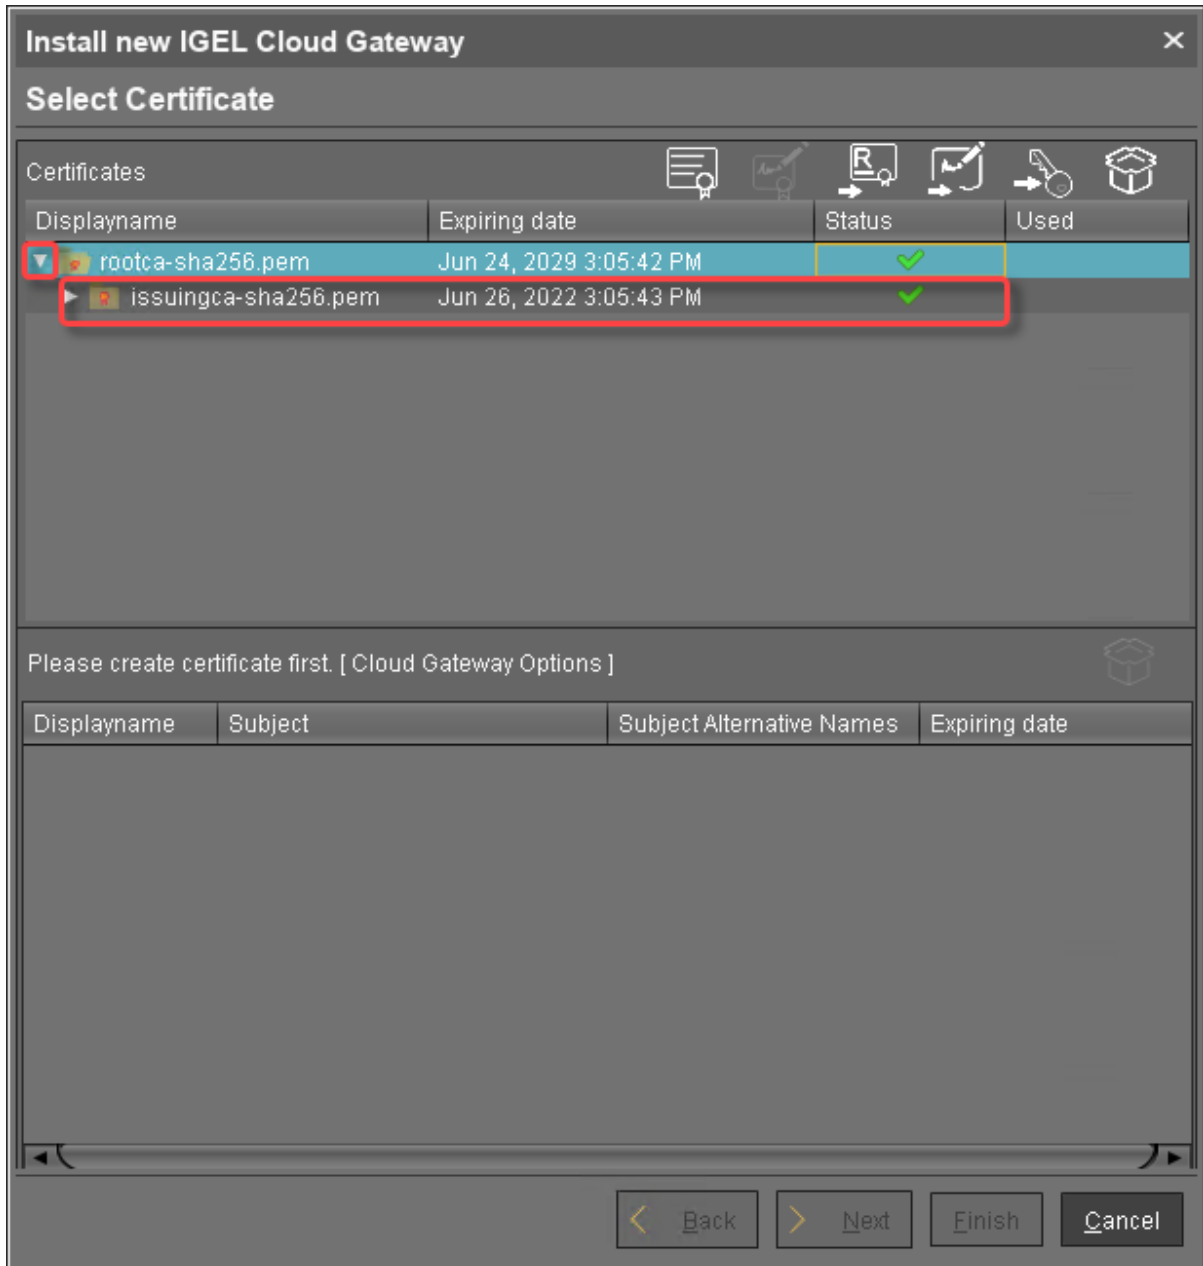 Install new IGEL Cloud Gateway
Select Certificate
Certificates
R
Displayname Expiring date Status Used
rootca-sha256.pem Jun 24, 2029 3:05:42 PM
issuingca-sha256.pem Jun 26, 2022 3:05:43 PM
Please create certificate first. [ Cloud Gateway Options ]
Displayname Subject Subject Alternative Names Expiring date
Back Next Finish Cancel